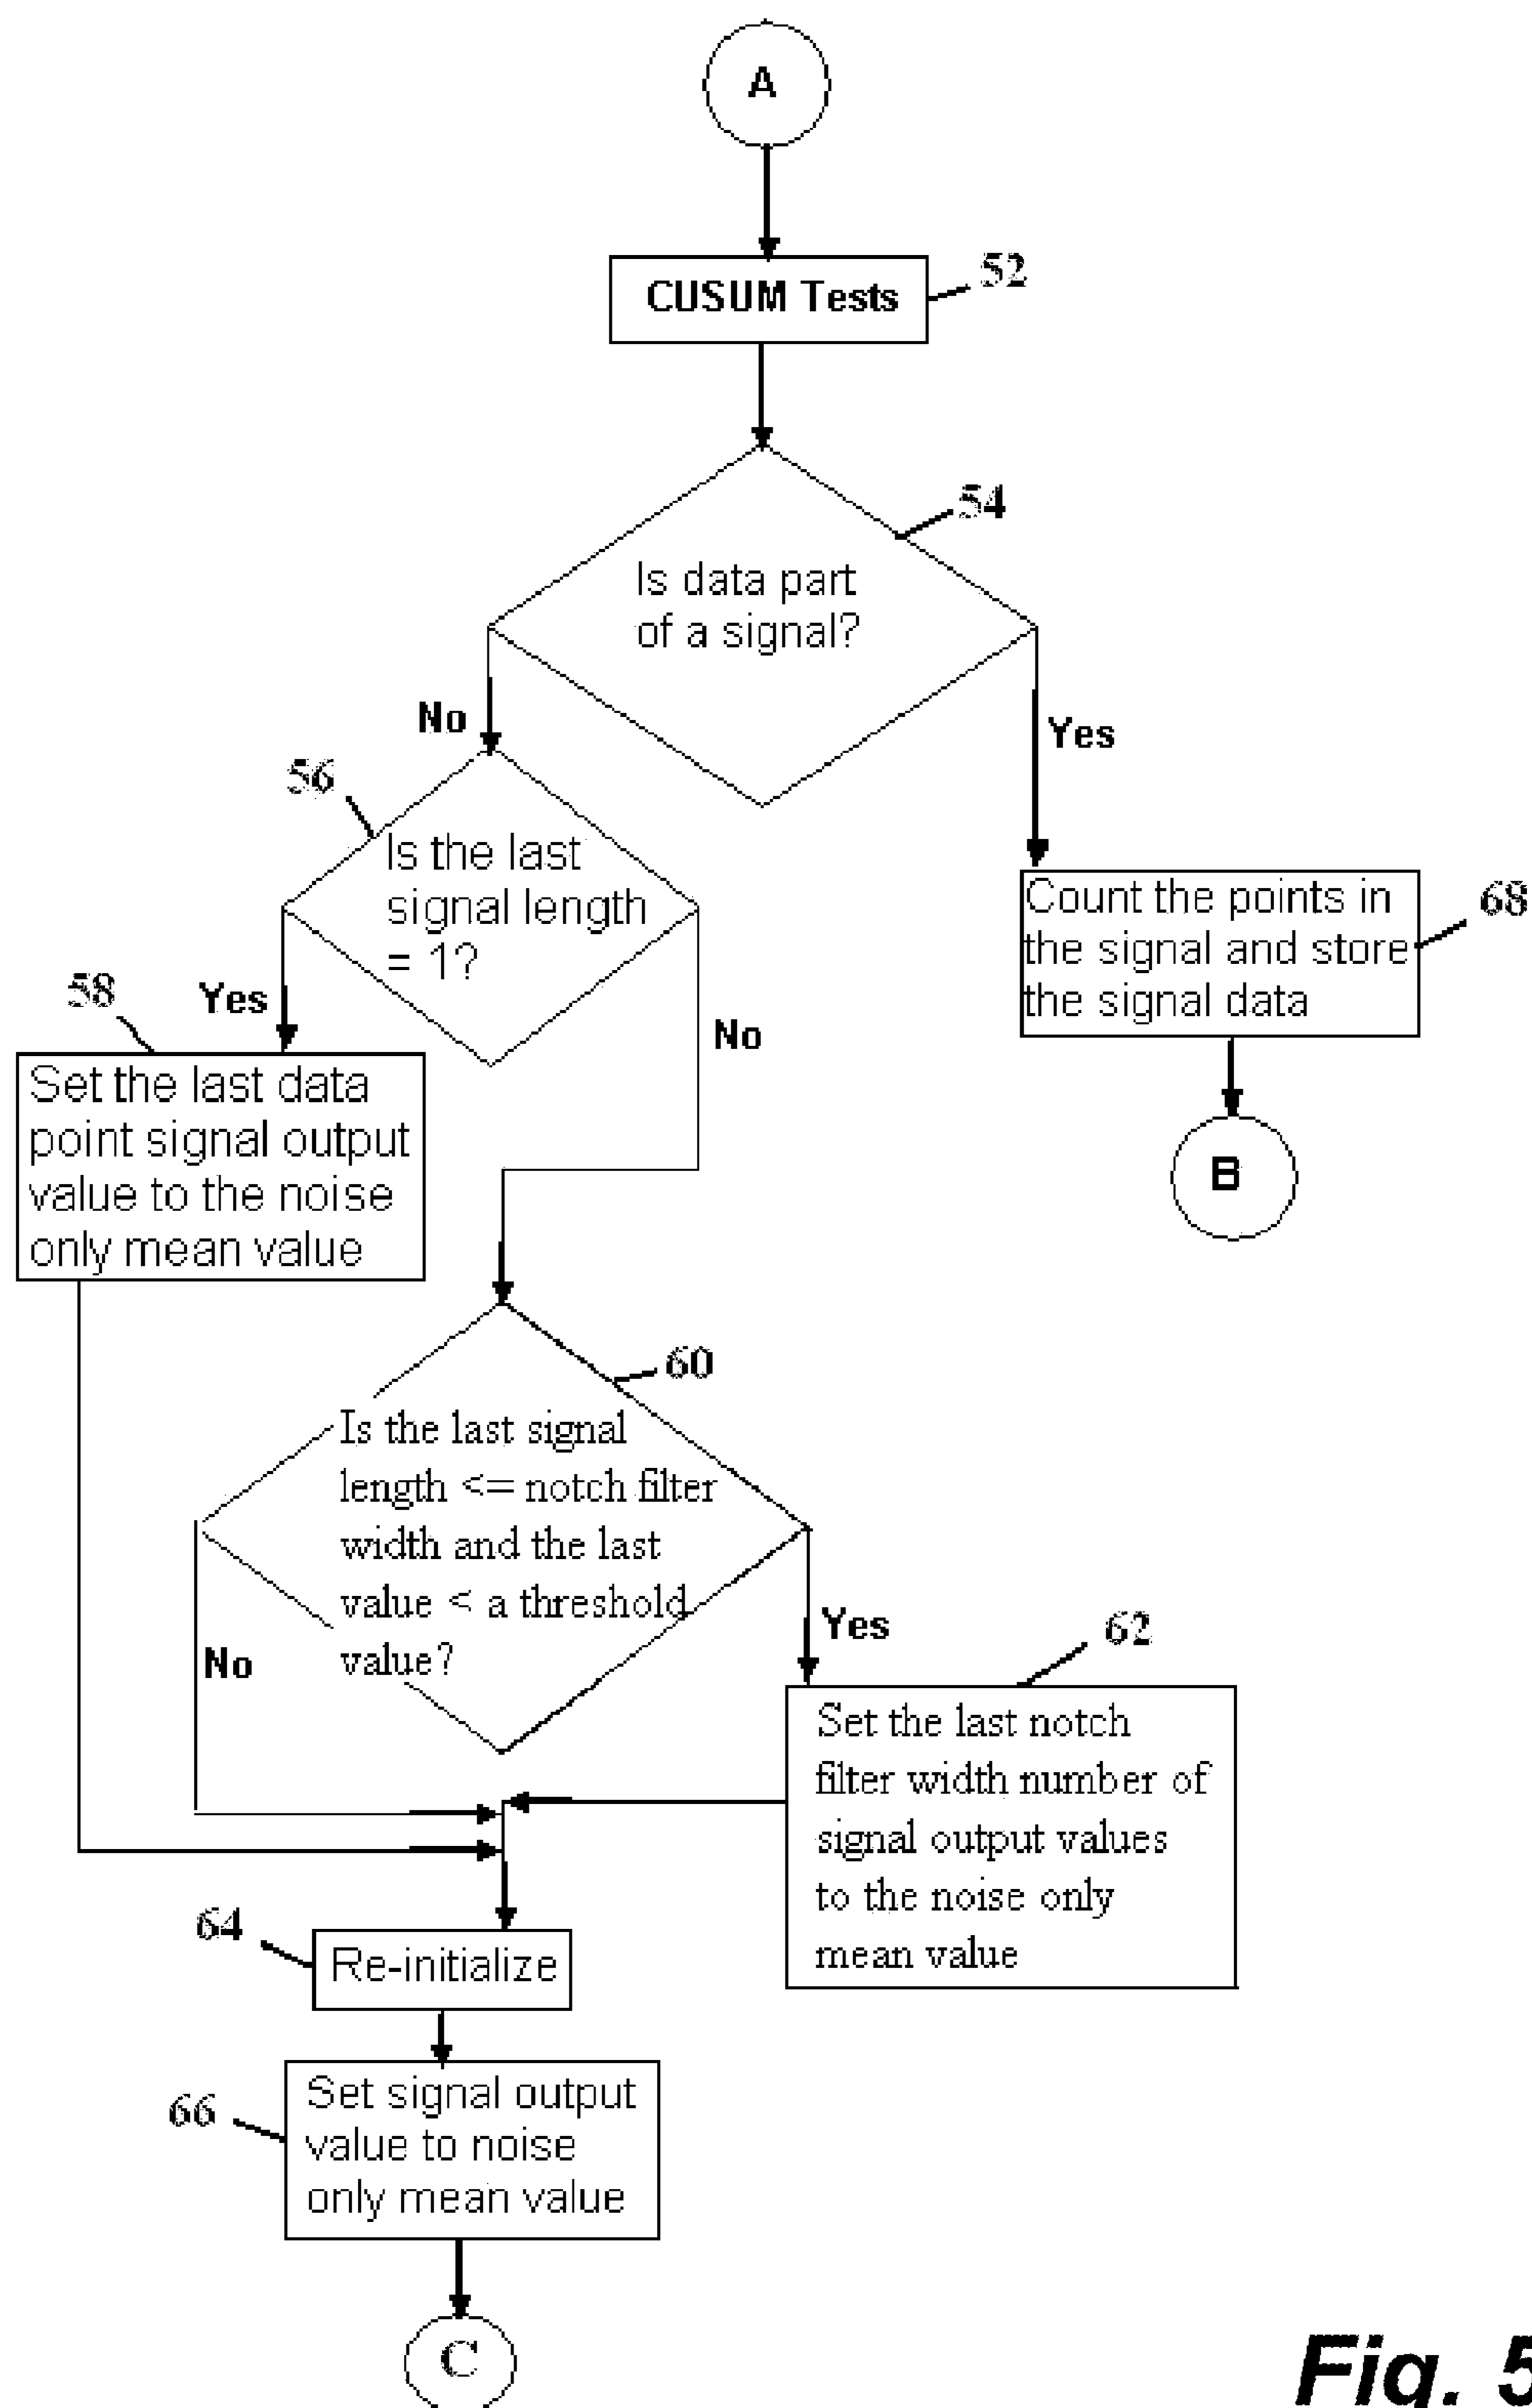 A
CUSUM Tests
52
54
Is data part
of a signal?
No
Yes
56
Is the last
signal length
= 1?
68
Count the points in
the signal and store
the signal data
58
Yes
No
Set the last data
point signal output
value to the noise
only mean value
B
60
Is the last signal
length <= notch filter
width and the last
value < a threshold
value?
No
Yes
62
Set the last notch
filter width number of
signal output values
to the noise only
mean value
64
Re-initialize
66
Set signal output
value to noise
only mean value
C
Fig. 5